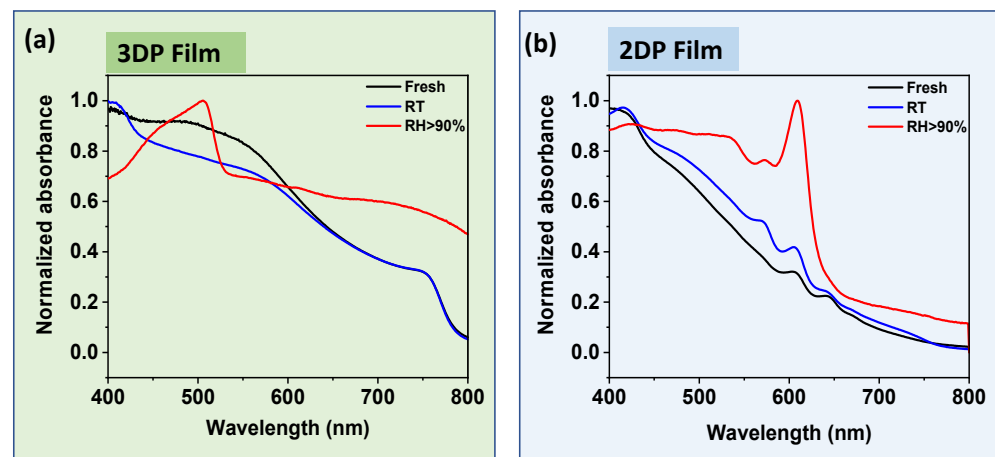 (a)
3DP Film
Fresh
RT
RH>90%
1.0
0.8
0.6
0.4
0.2
0.0
Normalized absorbance
400 500 600 700 800
Wavelength (nm)
(b)
2DP Film
Fresh
RT
RH>90%
1.0
0.8
0.6
0.4
0.2
0.0
Normalized absorbance
400 500 600 700 800
Wavelength (nm)